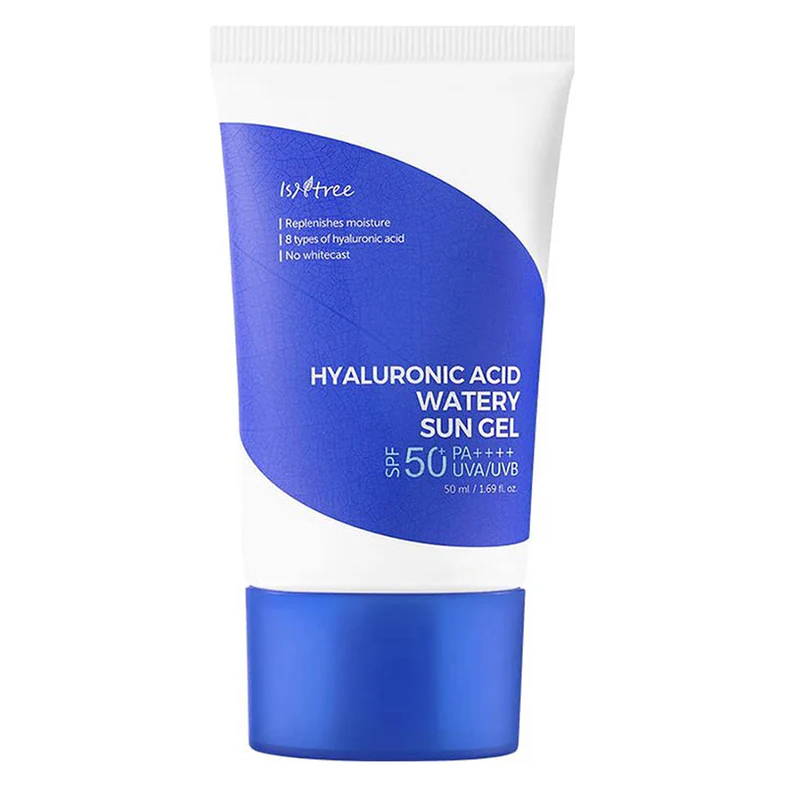 IsNtree
Replenishes moisture
8 types of hyaluronic acid
No whitecast
HYALURONIC ACID
WATERY
SUN GEL
SPF 50+ PA++++
UVA/UVB
50 ml / 1.69 fl. oz.